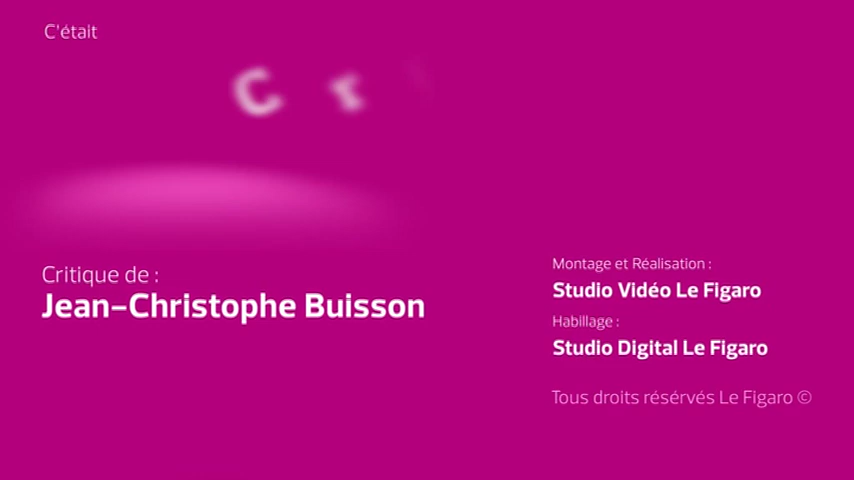 C'était
Critique de :
Jean-Christophe Buisson
Montage et Réalisation :
Studio Vidéo Le Figaro
Habillage :
Studio Digital Le Figaro
Tous droits résérvés Le Figaro ©